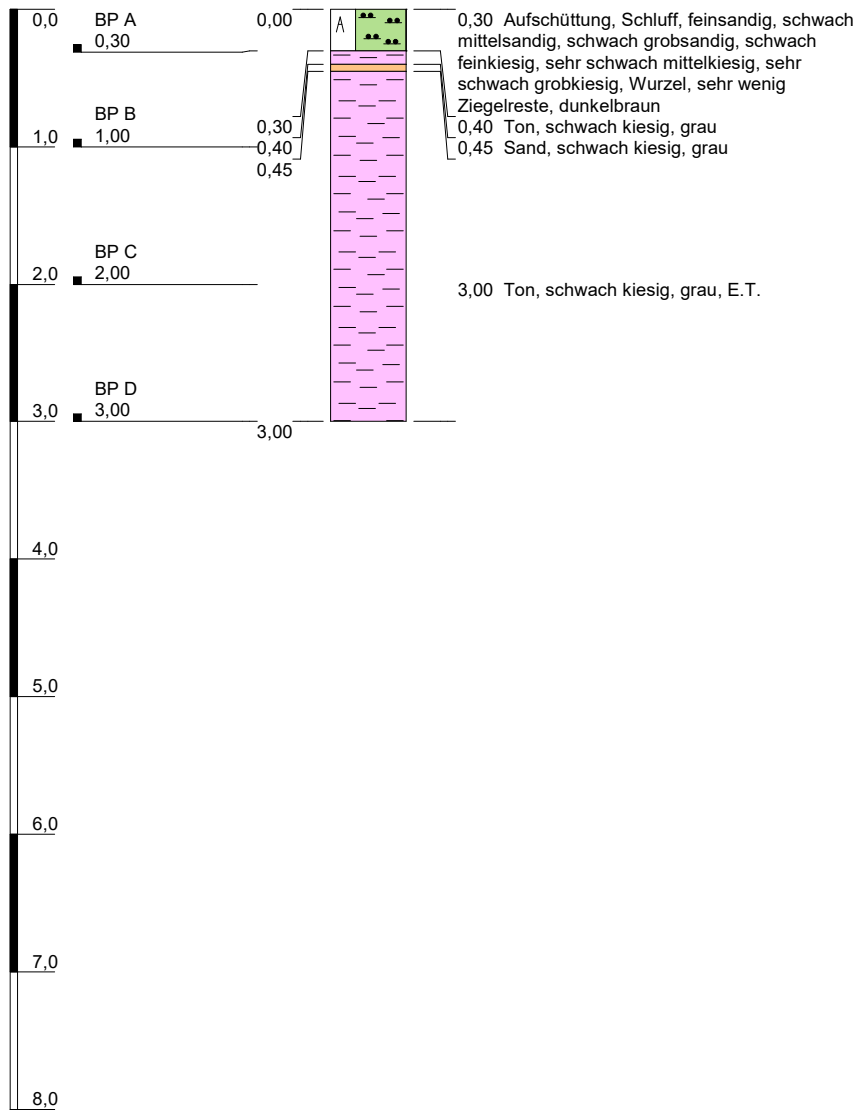 0,0
BP A
0,30
BP B
1,00
1,0
BP C
2,00
2,0
BP D
3,00
3,0
4,0
5,0
6,0
7,0
8,0
0,00
0,30
0,40
0,45
3,00
A
0,30 Aufschüttung, Schluff, feinsandig, schwach
mittelsandig, schwach grobsandig, schwach
feinkiesig, sehr schwach mittelkiesig, sehr
schwach grobkiesig, Wurzel, sehr wenig
Ziegelreste, dunkelbraun
0,40 Ton, schwach kiesig, grau
0,45 Sand, schwach kiesig, grau
3,00 Ton, schwach kiesig, grau, E.T.